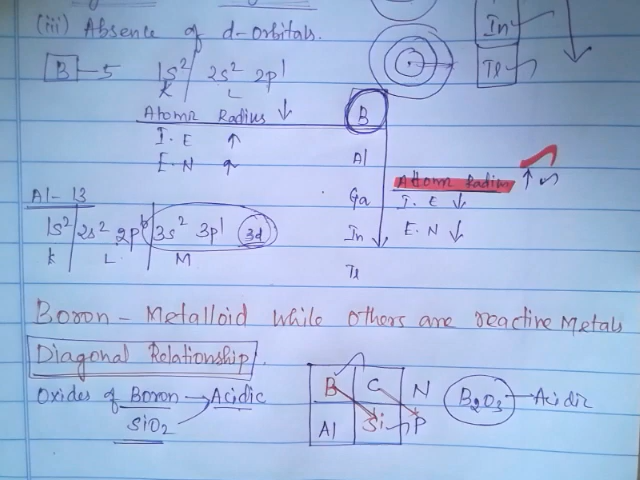 (iii) Absence of d-orbitals.
In
Tl
B - 5 1s² 2s² 2p¹
K L
Atomic Radius ↓
I. E ↑
E. N ↑
B
Al
Ga
In
Tl
Atomic Radius ↑
I. E ↓
E. N ↓
Al - 13
1s² 2s² 2p⁶ 3s² 3p¹ 3d
K L M
Boron - Metalloid while others are reactive Metals
Diagonal Relationship
Oxides of Boron → Acidic
SiO₂
B C N
Al Si P
B₂O₃ → Acidic